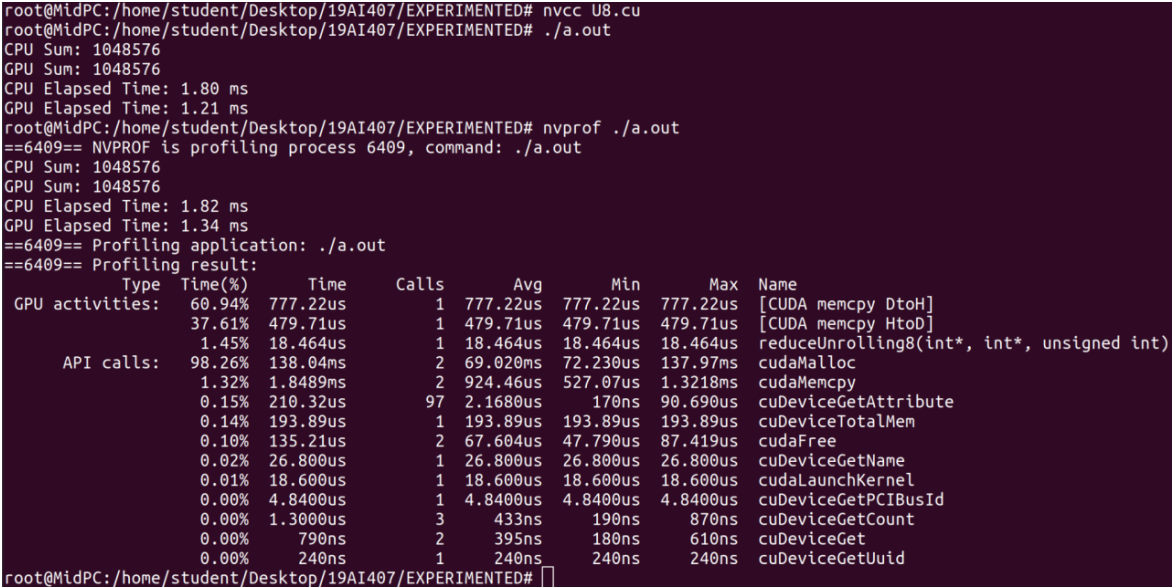 root@MidPC:/home/student/Desktop/19AI407/EXPERIMENTED# nvcc U8.cu
root@MidPC:/home/student/Desktop/19AI407/EXPERIMENTED# ./a.out
CPU Sum: 1048576
GPU Sum: 1048576
CPU Elapsed Time: 1.80 ms
GPU Elapsed Time: 1.21 ms
root@MidPC:/home/student/Desktop/19AI407/EXPERIMENTED# nvprof ./a.out
==6409== NVPROF is profiling process 6409, command: ./a.out
CPU Sum: 1048576
GPU Sum: 1048576
CPU Elapsed Time: 1.82 ms
GPU Elapsed Time: 1.34 ms
==6409== Profiling application: ./a.out
==6409== Profiling result:
            Type  Time(%)      Time     Calls       Avg       Min       Max  Name
 GPU activities:   60.94%  777.22us         1  777.22us  777.22us  777.22us  [CUDA memcpy DtoH]
                   37.61%  479.71us         1  479.71us  479.71us  479.71us  [CUDA memcpy HtoD]
                    1.45%  18.464us         1  18.464us  18.464us  18.464us  reduceUnrolling8(int*, int*, unsigned int)
      API calls:   98.26%  138.04ms         2  69.020ms  72.230us  137.97ms  cudaMalloc
                    1.32%  1.8489ms         2  924.46us  527.07us  1.3218ms  cudaMemcpy
                    0.15%  210.32us        97  2.1680us     170ns  90.690us  cuDeviceGetAttribute
                    0.14%  193.89us         1  193.89us  193.89us  193.89us  cuDeviceTotalMem
                    0.10%  135.21us         2  67.604us  47.790us  87.419us  cudaFree
                    0.02%  26.800us         1  26.800us  26.800us  26.800us  cuDeviceGetName
                    0.01%  18.600us         1  18.600us  18.600us  18.600us  cudaLaunchKernel
                    0.00%  4.8400us         1  4.8400us  4.8400us  4.8400us  cuDeviceGetPCIBusId
                    0.00%  1.3000us         3     433ns     190ns     870ns  cuDeviceGetCount
                    0.00%     790ns         2     395ns     180ns     610ns  cuDeviceGet
                    0.00%     240ns         1     240ns     240ns     240ns  cuDeviceGetUuid
root@MidPC:/home/student/Desktop/19AI407/EXPERIMENTED#